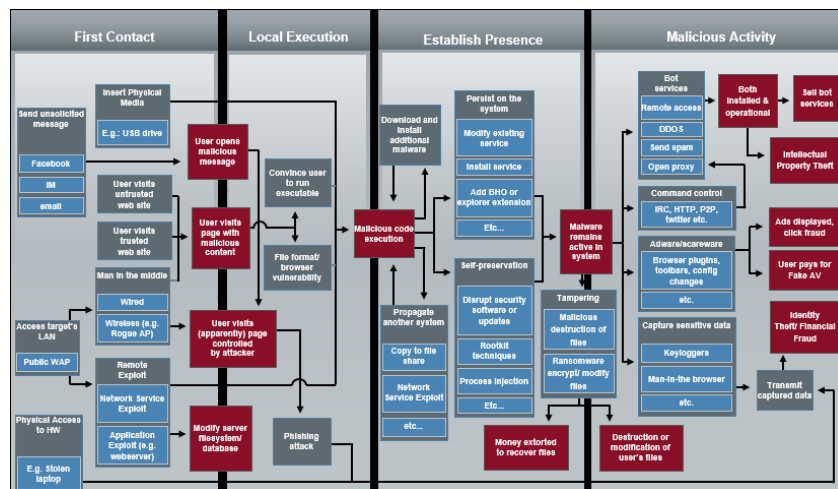 First Contact
Local Execution
Establish Presence
Malicious Activity
Send unsolicited
message
Facebook
IM
email
Insert Physical
Media
E.g.: USB drive
User opens
malicious
message
User visits
untrusted
web site
User visits
trusted
web site
User visits
page with
malicious
content
Man in the middle
Wired
Wireless (e.g.
Rogue AP)
Access target's
LAN
Public WAP
Remote
Exploit
Network Service
Exploit
Application
Exploit (e.g.
webserver)
Physical Access
to HW
E.g. Stolen
laptop
Convince user
to run
executable
File format/
browser
vulnerability
User visits
(apparently) page
controlled by
attacker
Modify server
filesystem/
database
Phishing
attack
Download and
Install
additional
malware
Malicious code
execution
Propagate
another system
Copy to file
share
Network
Service Exploit
etc...
Persist on the
system
Modify existing
service
Install service
Add BHO or
explorer extension
Etc...
Self-preservation
Disrupt security
software or
updates
Rootkit
techniques
Process injection
Etc...
Malware
remains
active in
system
Tampering
Malicious
destruction of
files
Ransomware
encrypt/ modify
files
Money extorted
to recover files
Destruction or
modification of
user's files
Bot
services
Remote access
DDOS
Send spam
Open proxy
Both
installed &
operational
Sell bot
services
Intellectual
Property Theft
Command control
IRC, HTTP, P2P,
twitter etc.
Adware/scareware
Browser plugins,
toolbars, config
changes
etc.
Ads displayed,
click fraud
User pays for
Fake AV
Capture sensitive data
Keyloggers
Man-in-the browser
etc.
Identity
Theft/ Financial
Fraud
Transmit
captured data